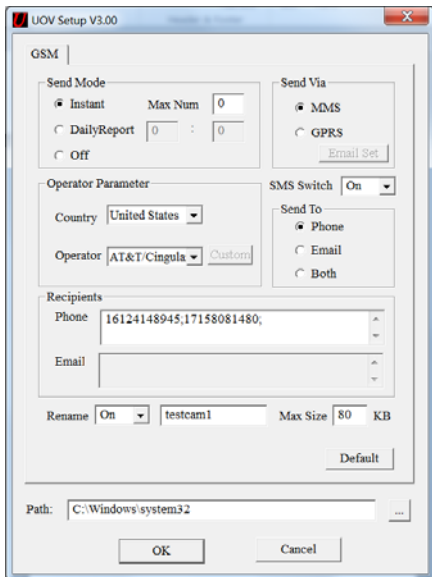 UOV Setup V3.00
GSM
Send Mode
Instant Max Num 0
DailyReport 0 : 0
Off
Send Via
MMS
GPRS
Email Set
Operator Parameter
Country United States
Operator AT&T/Cingula Custom
SMS Switch On
Send To
Phone
Email
Both
Recipients
Phone 16124148945;17158081480;
Email
Rename On testcam1 Max Size 80 KB
Default
Path: C:\Windows\system32 ...
OK Cancel